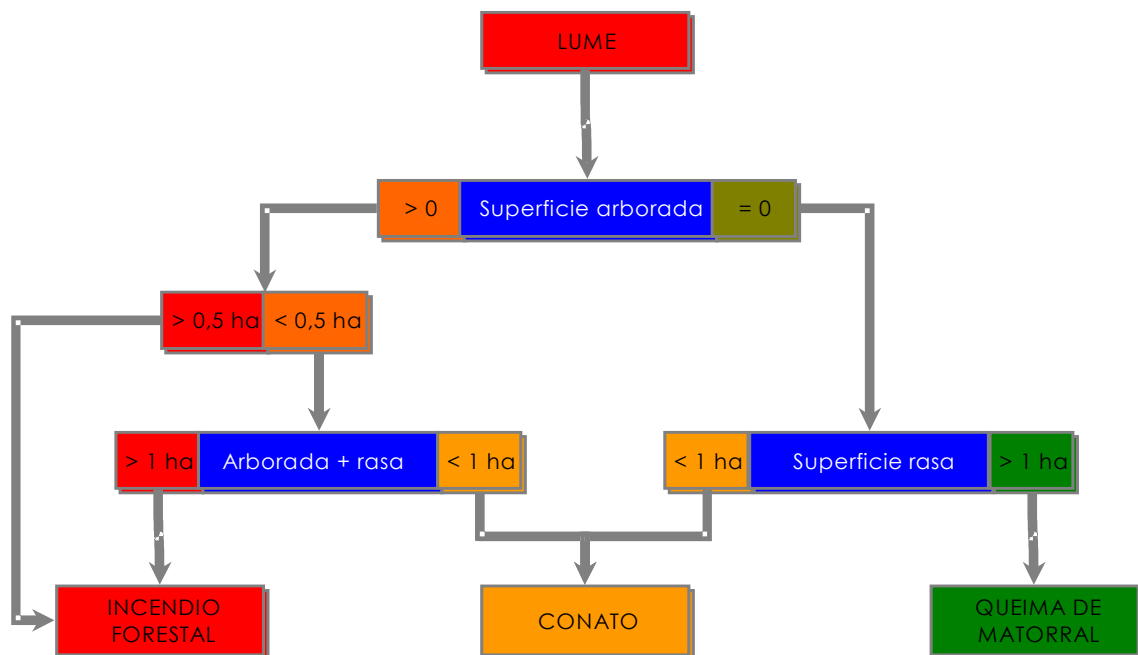 LUME
> 0
Superficie arborada
= 0
> 0,5 ha
< 0,5 ha
> 1 ha
Arborada + rasa
< 1 ha
< 1 ha
Superficie rasa
> 1 ha
INCENDIO
FORESTAL
CONATO
QUEIMA DE
MATORRAL